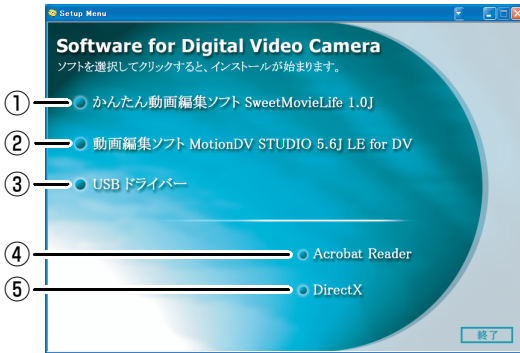 Setup Menu
Software for Digital Video Camera
ソフトを選択してクリックすると、インストールが始まります。
① かんたん動画編集ソフト SweetMovieLife 1.0J
② 動画編集ソフト MotionDV STUDIO 5.6J LE for DV
③ USB ドライバー
④ Acrobat Reader
⑤ DirectX
終了